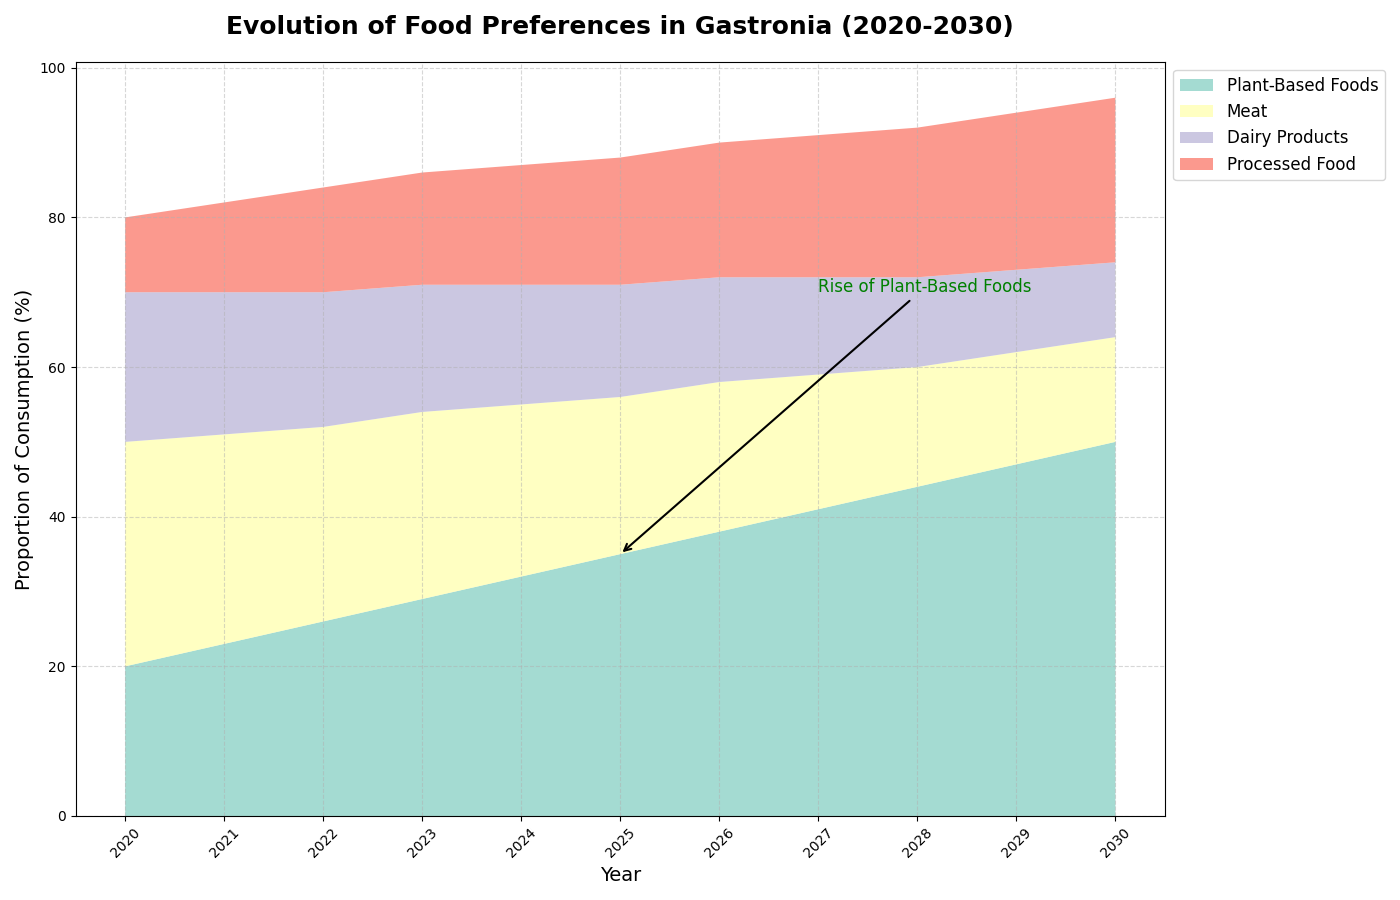 Evolution of Food Preferences in Gastronia (2020-2030)
Proportion of Consumption (%)
100
80
60
40
20
0
Rise of Plant-Based Foods
2020
2021
2022
2023
2024
2025
2026
2027
2028
2029
2030
Year
Plant-Based Foods
Meat
Dairy Products
Processed Food